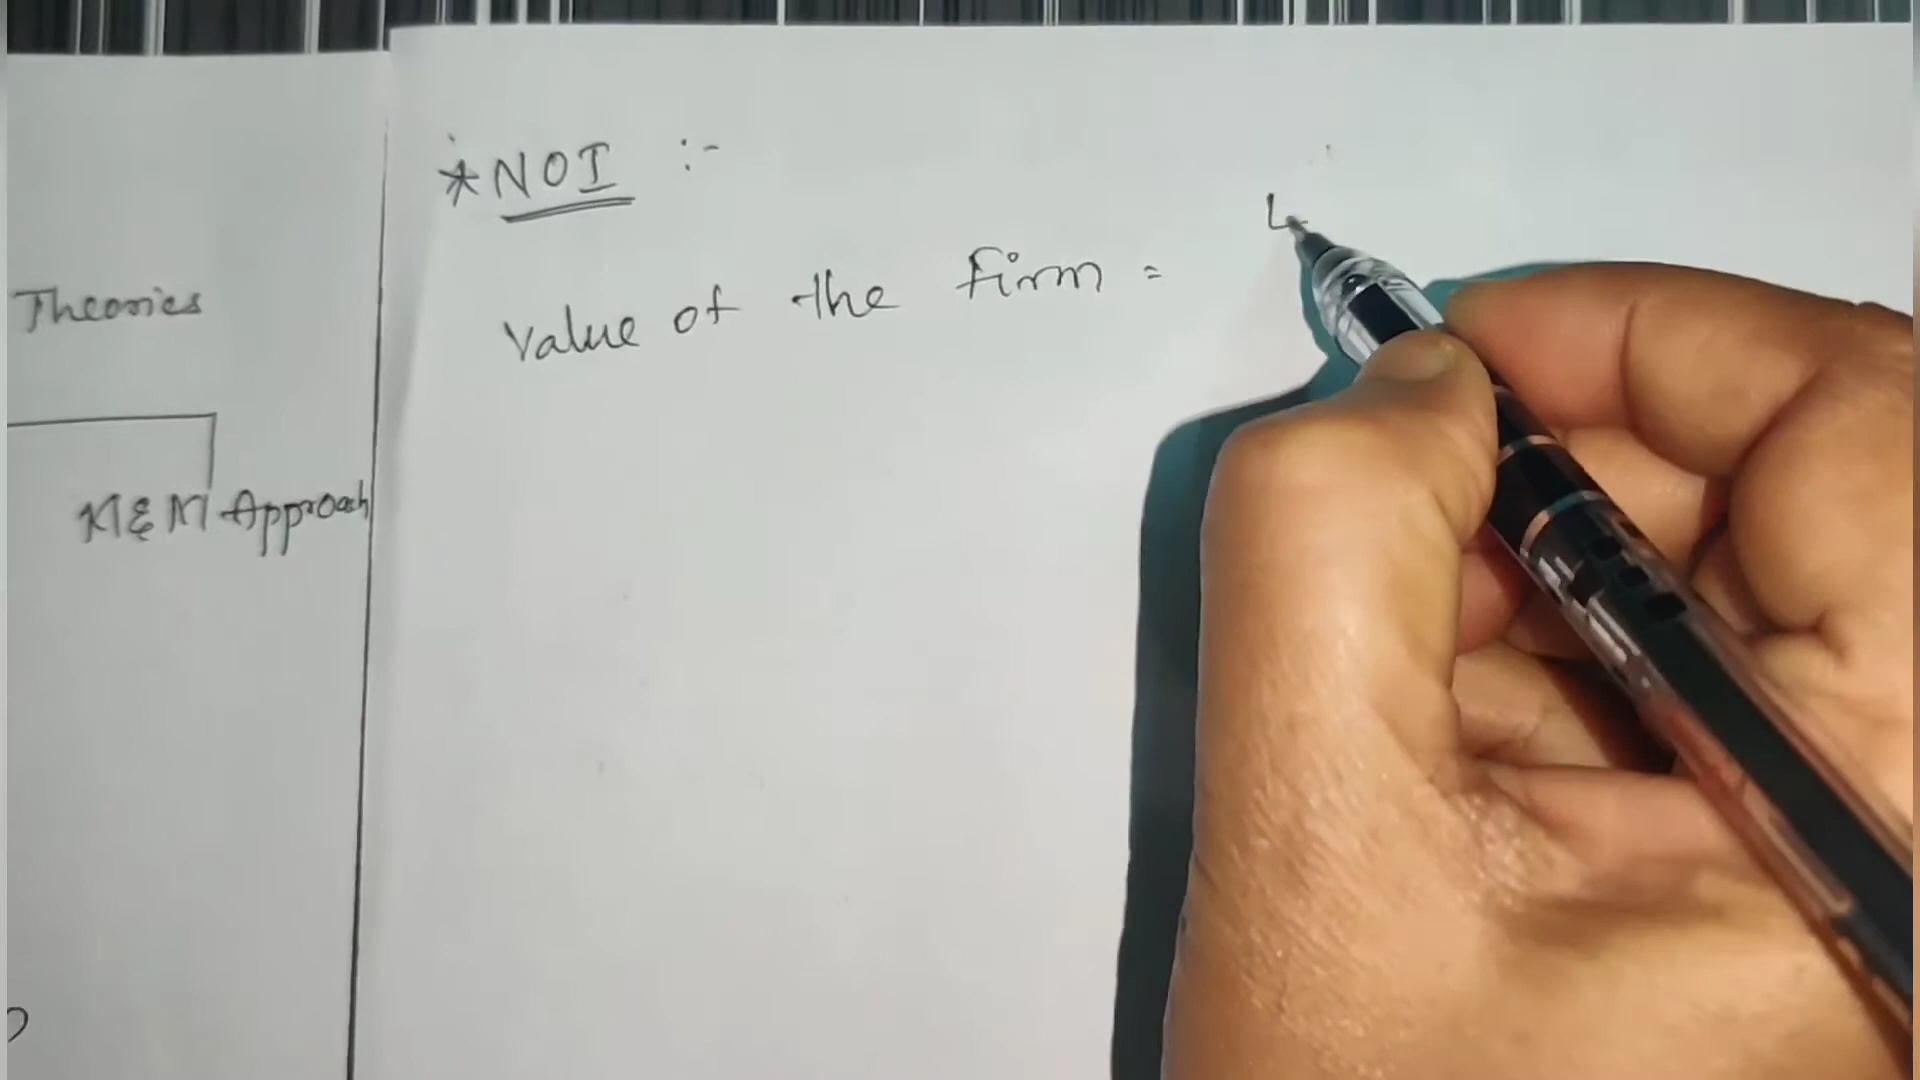 Theories
M&M Approach
* NOI :-
Value of the firm =